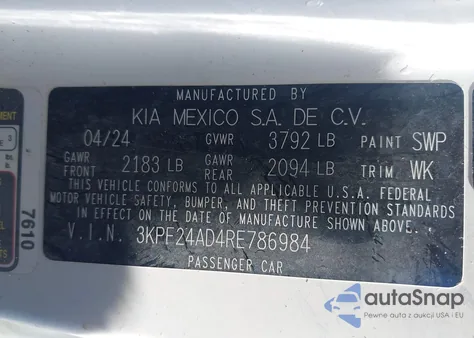 MANUFACTURED BY
KIA MEXICO S.A. DE C.V.
04/24 GVWR 3792 LB PAINT SWP
GAWR FRONT 2183 LB GAWR REAR 2094 LB TRIM WK
THIS VEHICLE CONFORMS TO ALL APPLICABLE U.S.A. FEDERAL
MOTOR VEHICLE SAFETY, BUMPER, AND THEFT PREVENTION STANDARDS
IN EFFECT ON THE DATE OF MANUFACTURE SHOWN ABOVE.
V.I.N. 3KPF24AD4RE786984
PASSENGER CAR
7610
autoSnap
Pewne auta z aukcji USA i EU